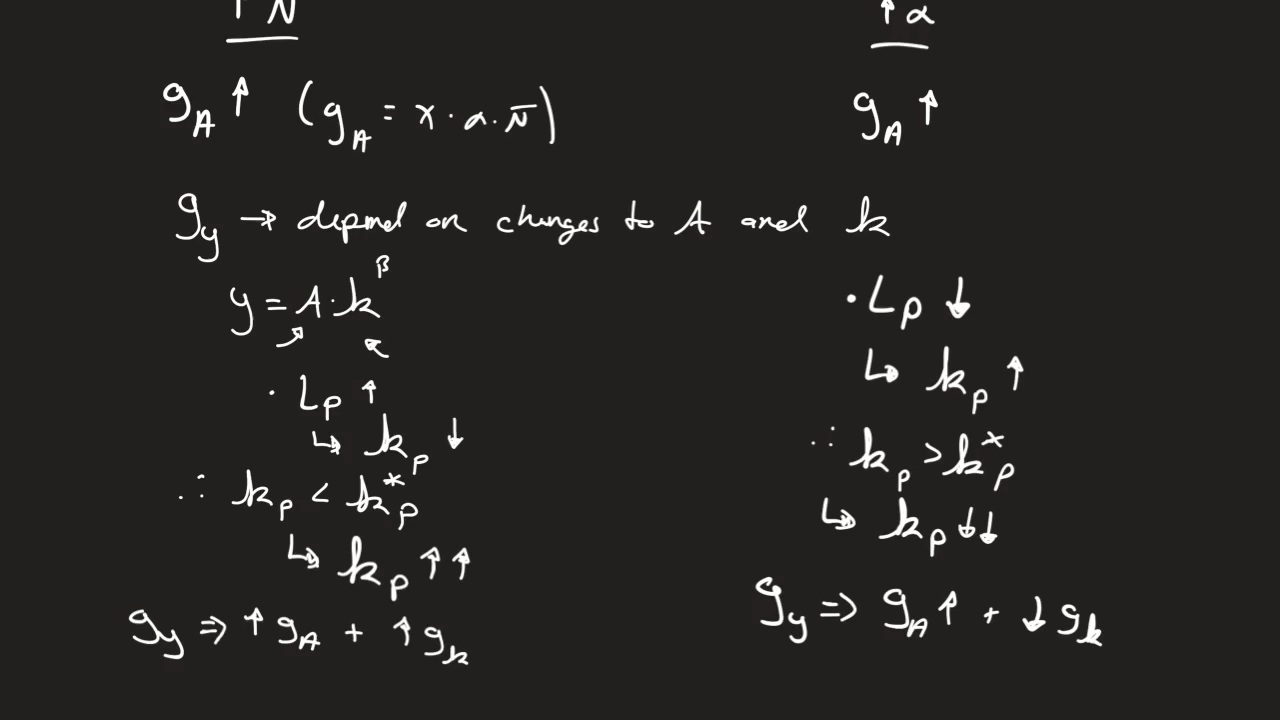 ↑ N
↑ α
g_A ↑ (g_A = χ · α · N̄)
g_A ↑
g_y → depend on changes to A and k
y = A · k^β
· L_p ↑
↳ k_p ↓
∴ k_p < k_p^*
↳ k_p ↑↑
g_y ⇒ ↑ g_A + ↑ g_k
· L_p ↓
↳ k_p ↑
∴ k_p > k_p^*
↳ k_p ↓↓
g_y ⇒ g_A ↑ + ↓ g_k